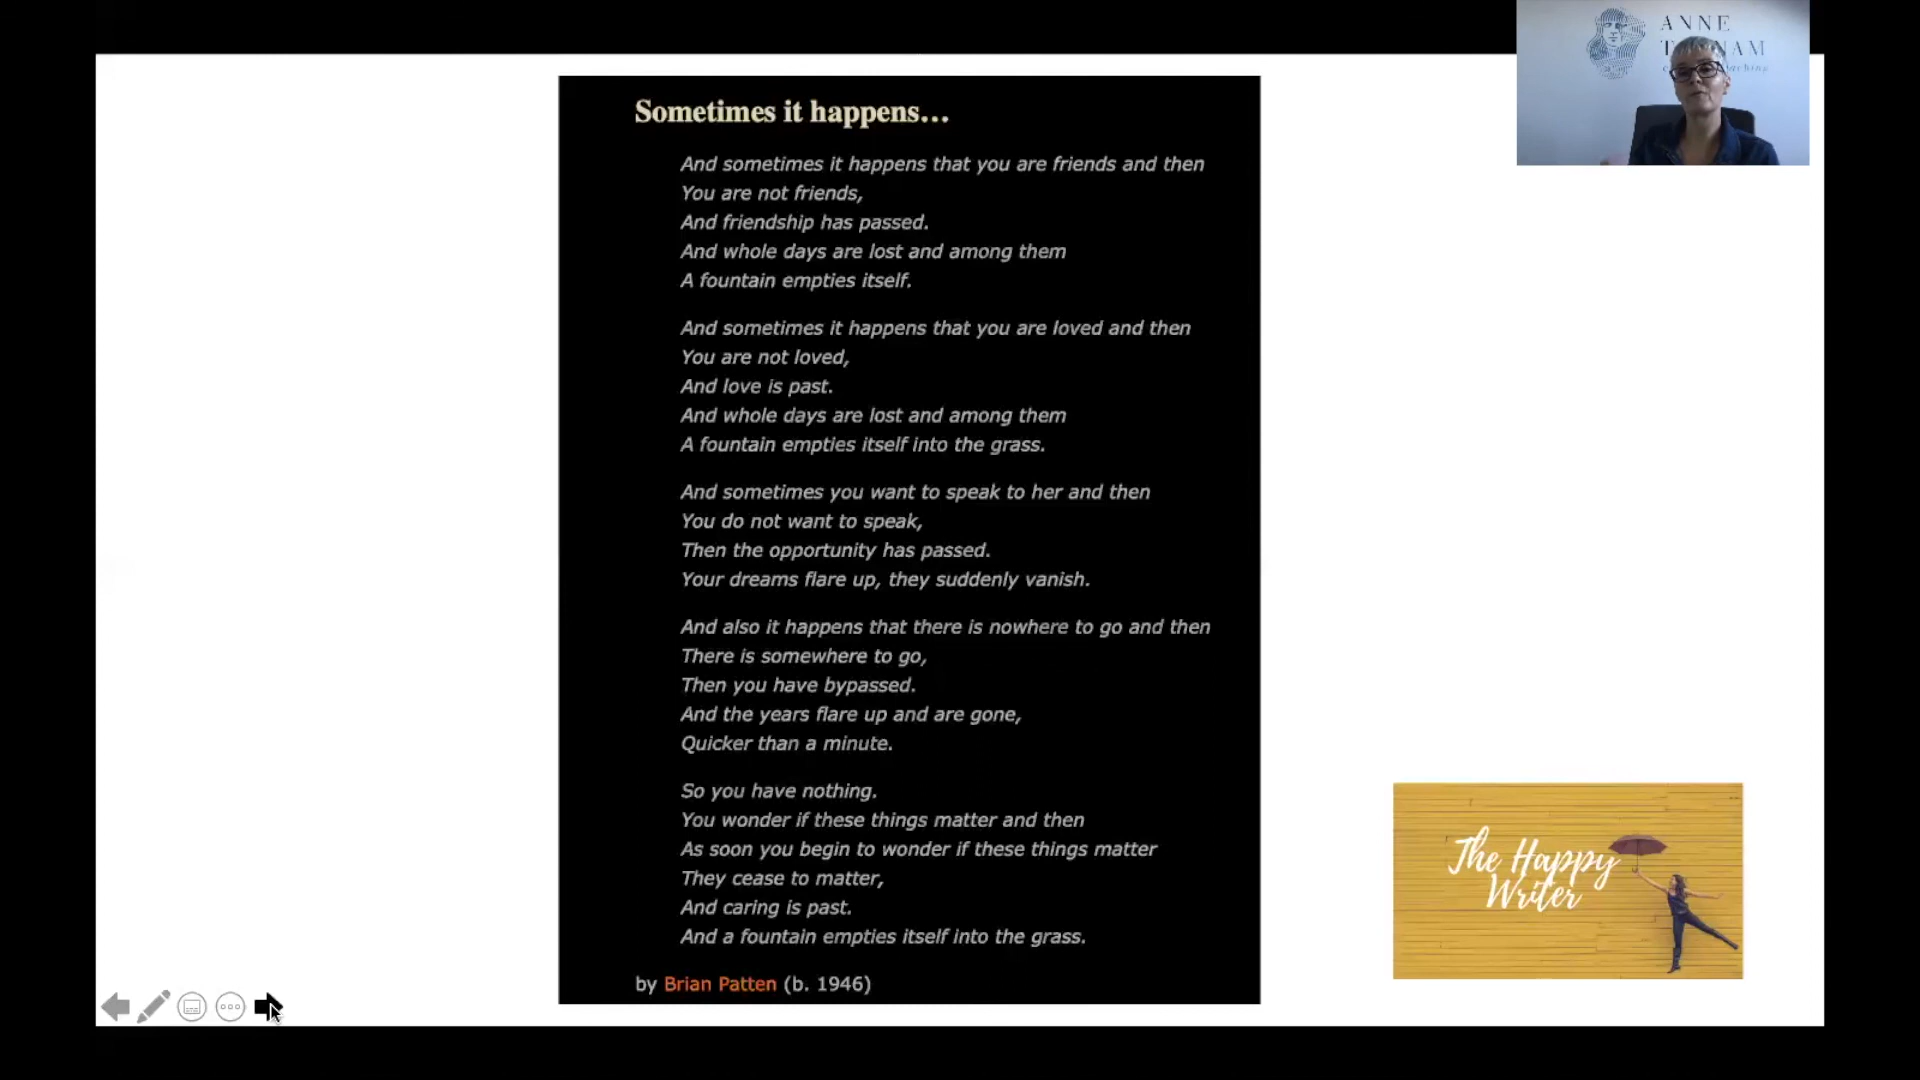 ANNE
Sometimes it happens...
And sometimes it happens that you are friends and then
You are not friends,
And friendship has passed.
And whole days are lost and among them
A fountain empties itself.
And sometimes it happens that you are loved and then
You are not loved,
And love is past.
And whole days are lost and among them
A fountain empties itself into the grass.
And sometimes you want to speak to her and then
You do not want to speak,
Then the opportunity has passed.
Your dreams flare up, they suddenly vanish.
And also it happens that there is nowhere to go and then
There is somewhere to go,
Then you have bypassed.
And the years flare up and are gone,
Quicker than a minute.
So you have nothing.
You wonder if these things matter and then
As soon you begin to wonder if these things matter
They cease to matter,
And caring is past.
And a fountain empties itself into the grass.
by Brian Patten (b. 1946)
The Happy
Writer